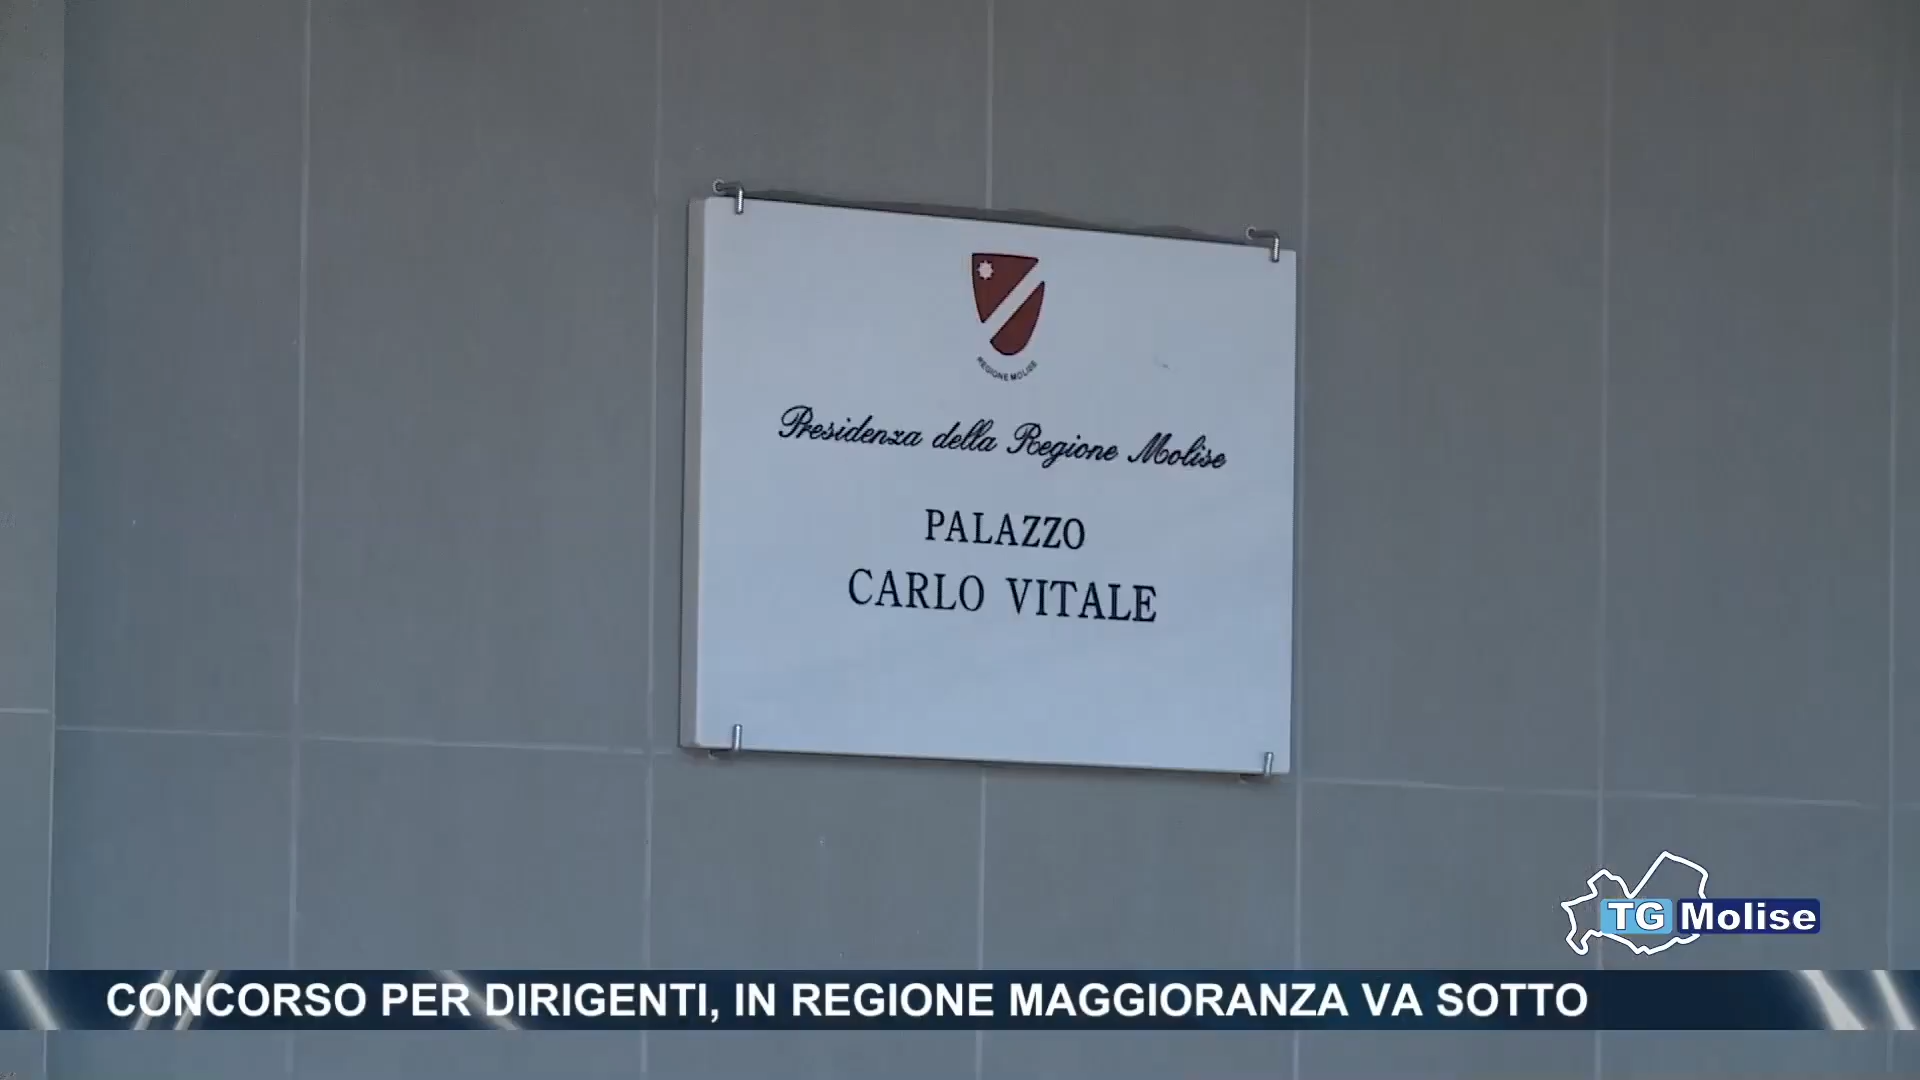 REGIONE MOLISE
Presidenza della Regione Molise
PALAZZO
CARLO VITALE
TG Molise
CONCORSO PER DIRIGENTI, IN REGIONE MAGGIORANZA VA SOTTO